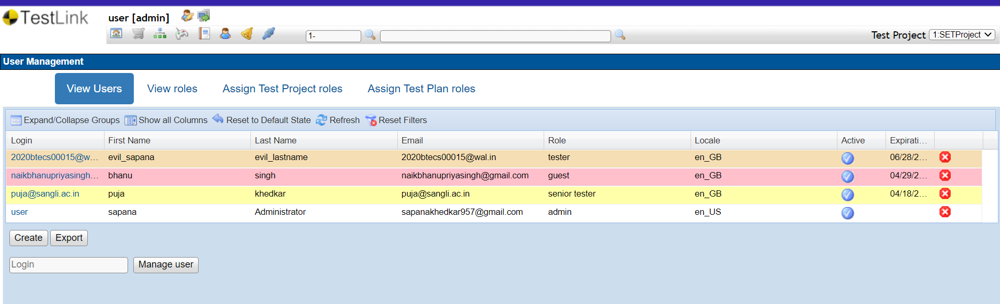 TestLink
user [admin]
1-
Test Project 1:SETProject
User Management
View Users View roles Assign Test Project roles Assign Test Plan roles
Expand/Collapse Groups Show all Columns Reset to Default State Refresh Reset Filters
Login First Name Last Name Email Role Locale Active Expirati...
2020btecs00015@w... evil_sapana evil_lastname 2020btecs00015@wal.in tester en_GB 06/28/2...
naikbhanupriyasingh... bhanu singh naikbhanupriyasingh@gmail.com guest en_GB 04/29/2...
puja@sangli.ac.in puja khedkar puja@sangli.ac.in senior tester en_GB 04/18/2...
user sapana Administrator sapanakhedkar957@gmail.com admin en_US
Create Export
Login Manage user